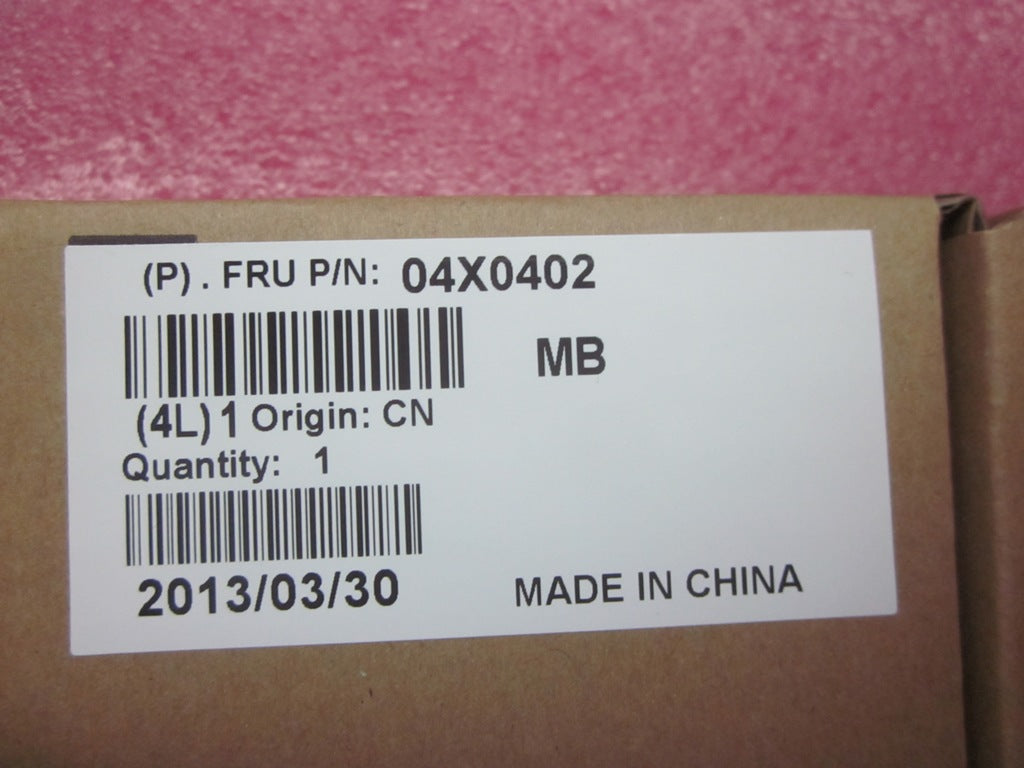 (P) . FRU P/N: 04X0402
MB
(4L) 1 Origin: CN
Quantity: 1
2013/03/30
MADE IN CHINA